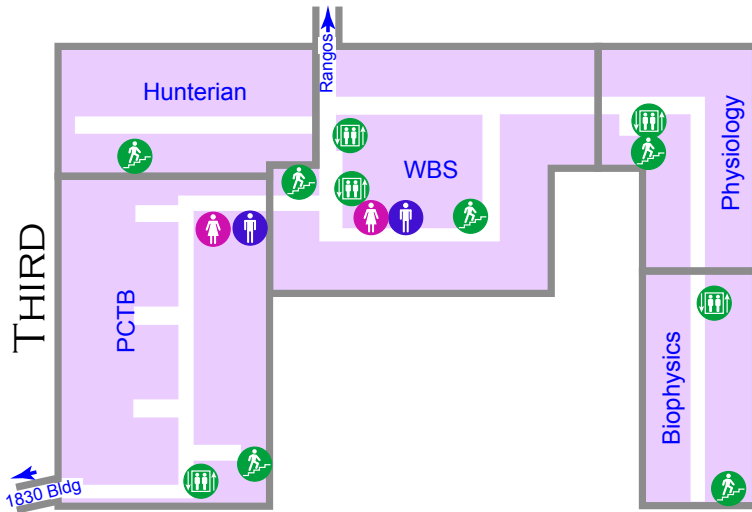 Rangos
Hunterian
WBS
Physiology
THIRD
PCTB
Biophysics
1830 Bldg